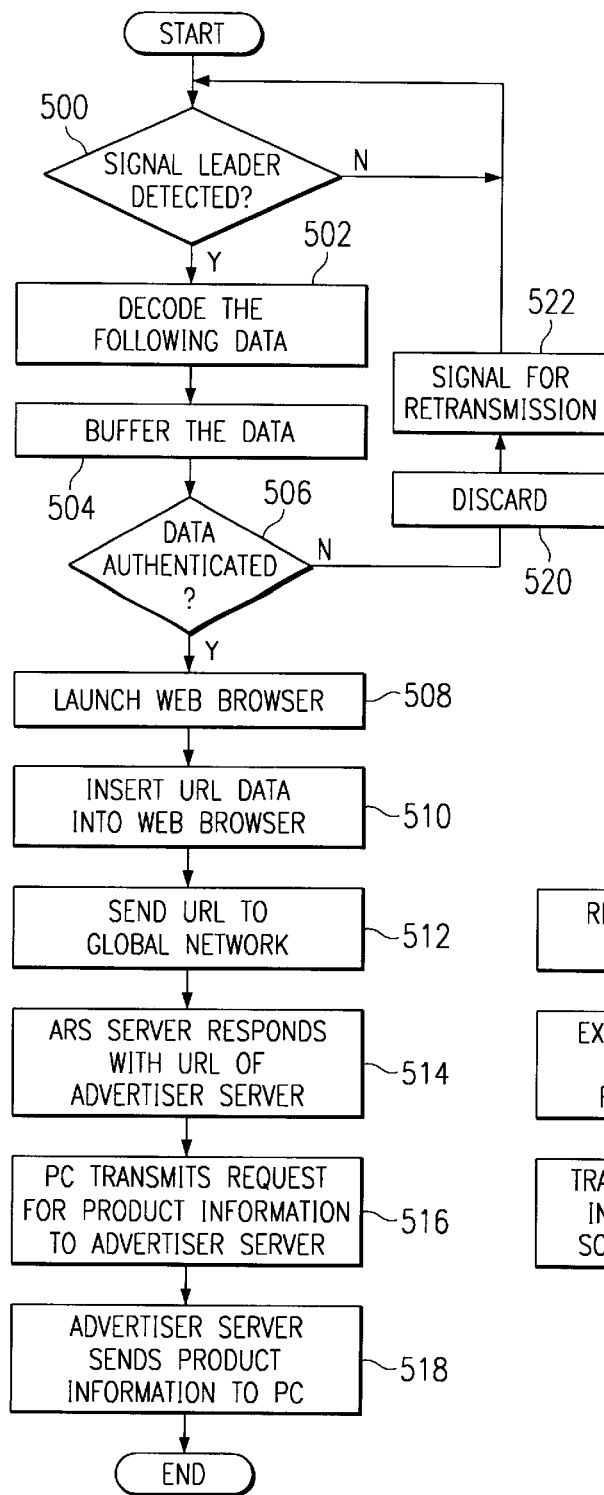 START
500
SIGNAL LEADER
DETECTED?
N
Y
502
DECODE THE
FOLLOWING DATA
522
SIGNAL FOR
RETRANSMISSION
BUFFER THE DATA
504
DISCARD
520
506
DATA
AUTHENTICATED
?
N
Y
LAUNCH WEB BROWSER
508
INSERT URL DATA
INTO WEB BROWSER
510
SEND URL TO
GLOBAL NETWORK
512
ARS SERVER RESPONDS
WITH URL OF
ADVERTISER SERVER
514
PC TRANSMITS REQUEST
FOR PRODUCT INFORMATION
TO ADVERTISER SERVER
516
ADVERTISER SERVER
SENDS PRODUCT
INFORMATION TO PC
518
END